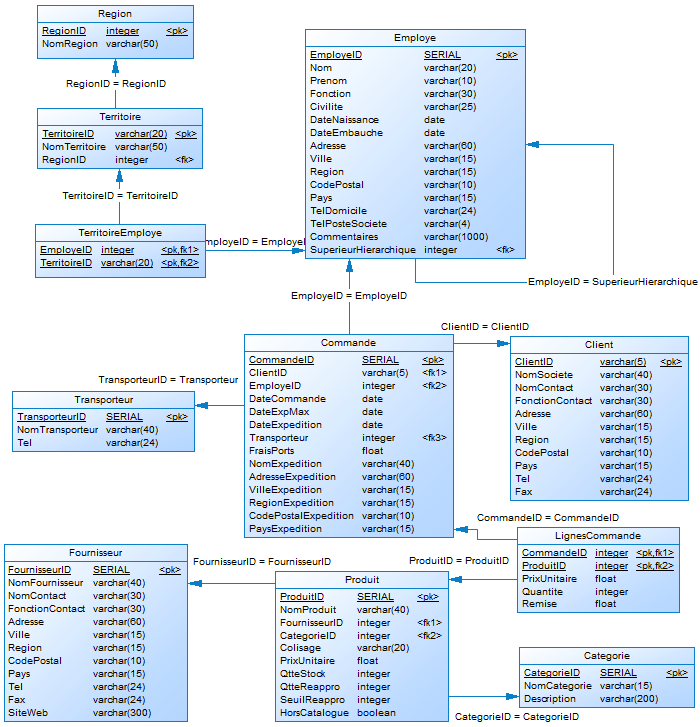 Region
RegionID integer <pk>
NomRegion varchar(50)
RegionID = RegionID
Territoire
TerritoireID varchar(20) <pk>
NomTerritoire varchar(50)
RegionID integer <fk>
TerritoireID = TerritoireID
TerritoireEmploye
EmployeID integer <pk,fk1>
TerritoireID varchar(20) <pk,fk2>
mployeID = Employe
Employe
EmployeID SERIAL <pk>
Nom varchar(20)
Prenom varchar(10)
Fonction varchar(30)
Civilite varchar(25)
DateNaissance date
DateEmbauche date
Adresse varchar(60)
Ville varchar(15)
Region varchar(15)
CodePostal varchar(10)
Pays varchar(15)
TelDomicile varchar(24)
TelPosteSociete varchar(4)
Commentaires varchar(1000)
SuperieurHierarchique integer <fk>
EmployeID = SuperieurHierarchique
EmployeID = EmployeID
Commande
CommandeID SERIAL <pk>
ClientID varchar(5) <fk1>
EmployeID integer <fk2>
DateCommande date
DateExpMax date
DateExpedition date
Transporteur integer <fk3>
FraisPorts float
NomExpedition varchar(40)
AdresseExpedition varchar(60)
VilleExpedition varchar(15)
RegionExpedition varchar(15)
CodePostalExpedition varchar(10)
PaysExpedition varchar(15)
ClientID = ClientID
Client
ClientID varchar(5) <pk>
NomSociete varchar(40)
NomContact varchar(30)
FonctionContact varchar(30)
Adresse varchar(60)
Ville varchar(15)
Region varchar(15)
CodePostal varchar(10)
Pays varchar(15)
Tel varchar(24)
Fax varchar(24)
TransporteurID = Transporteur
Transporteur
TransporteurID SERIAL <pk>
NomTransporteur varchar(40)
Tel varchar(24)
CommandeID = CommandeID
LignesCommande
CommandeID integer <pk,fk1>
ProduitID integer <pk,fk2>
PrixUnitaire float
Quantite integer
Remise float
ProduitID = ProduitID
Fournisseur
FournisseurID SERIAL <pk>
NomFournisseur varchar(40)
NomContact varchar(30)
FonctionContact varchar(30)
Adresse varchar(60)
Ville varchar(15)
Region varchar(15)
CodePostal varchar(10)
Pays varchar(15)
Tel varchar(24)
Fax varchar(24)
SiteWeb varchar(300)
FournisseurID = FournisseurID
Produit
ProduitID SERIAL <pk>
NomProduit varchar(40)
FournisseurID integer <fk1>
CategorieID integer <fk2>
Colisage varchar(20)
PrixUnitaire float
QtteStock integer
QtteReappro integer
SeuilReappro integer
HorsCatalogue boolean
Categorie
CategorieID SERIAL <pk>
NomCategorie varchar(15)
Description varchar(200)
CategorieID = CategorieID